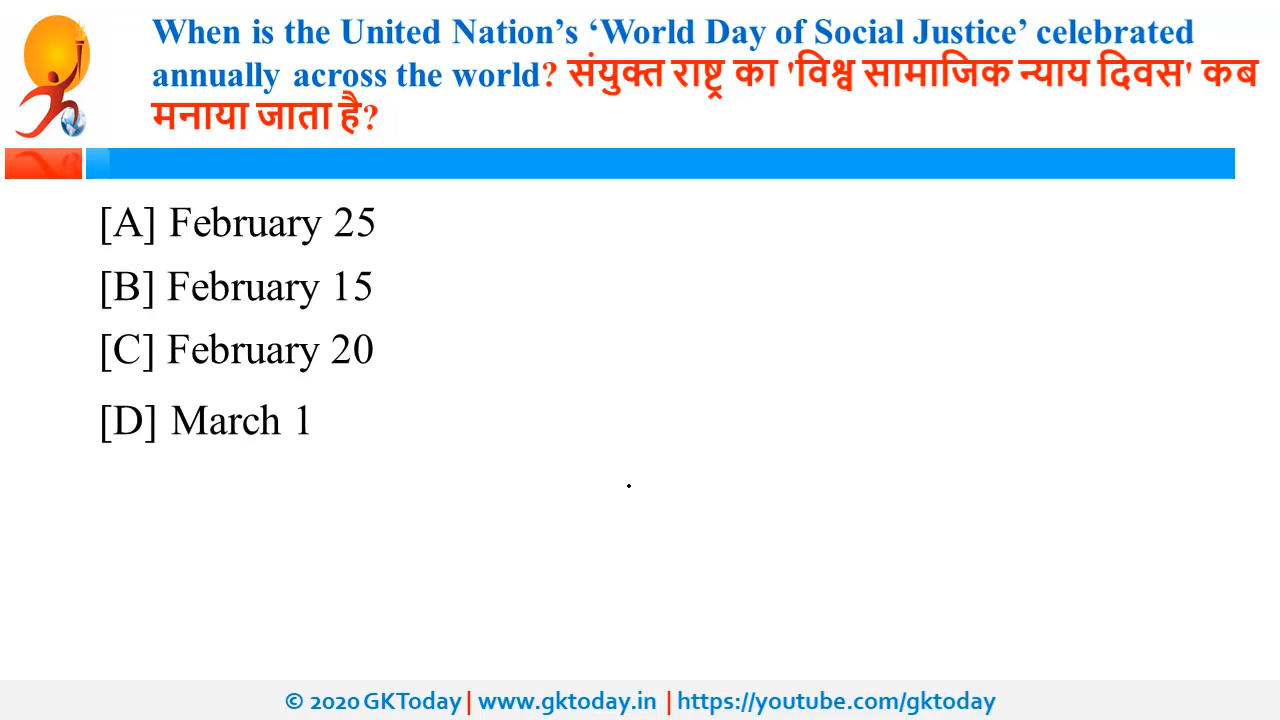 When is the United Nation’s ‘World Day of Social Justice’ celebrated
annually across the world? संयुक्त राष्ट्र का 'विश्व सामाजिक न्याय दिवस' कब
मनाया जाता है?
[A] February 25
[B] February 15
[C] February 20
[D] March 1
© 2020 GKToday | www.gktoday.in | https://youtube.com/gktoday